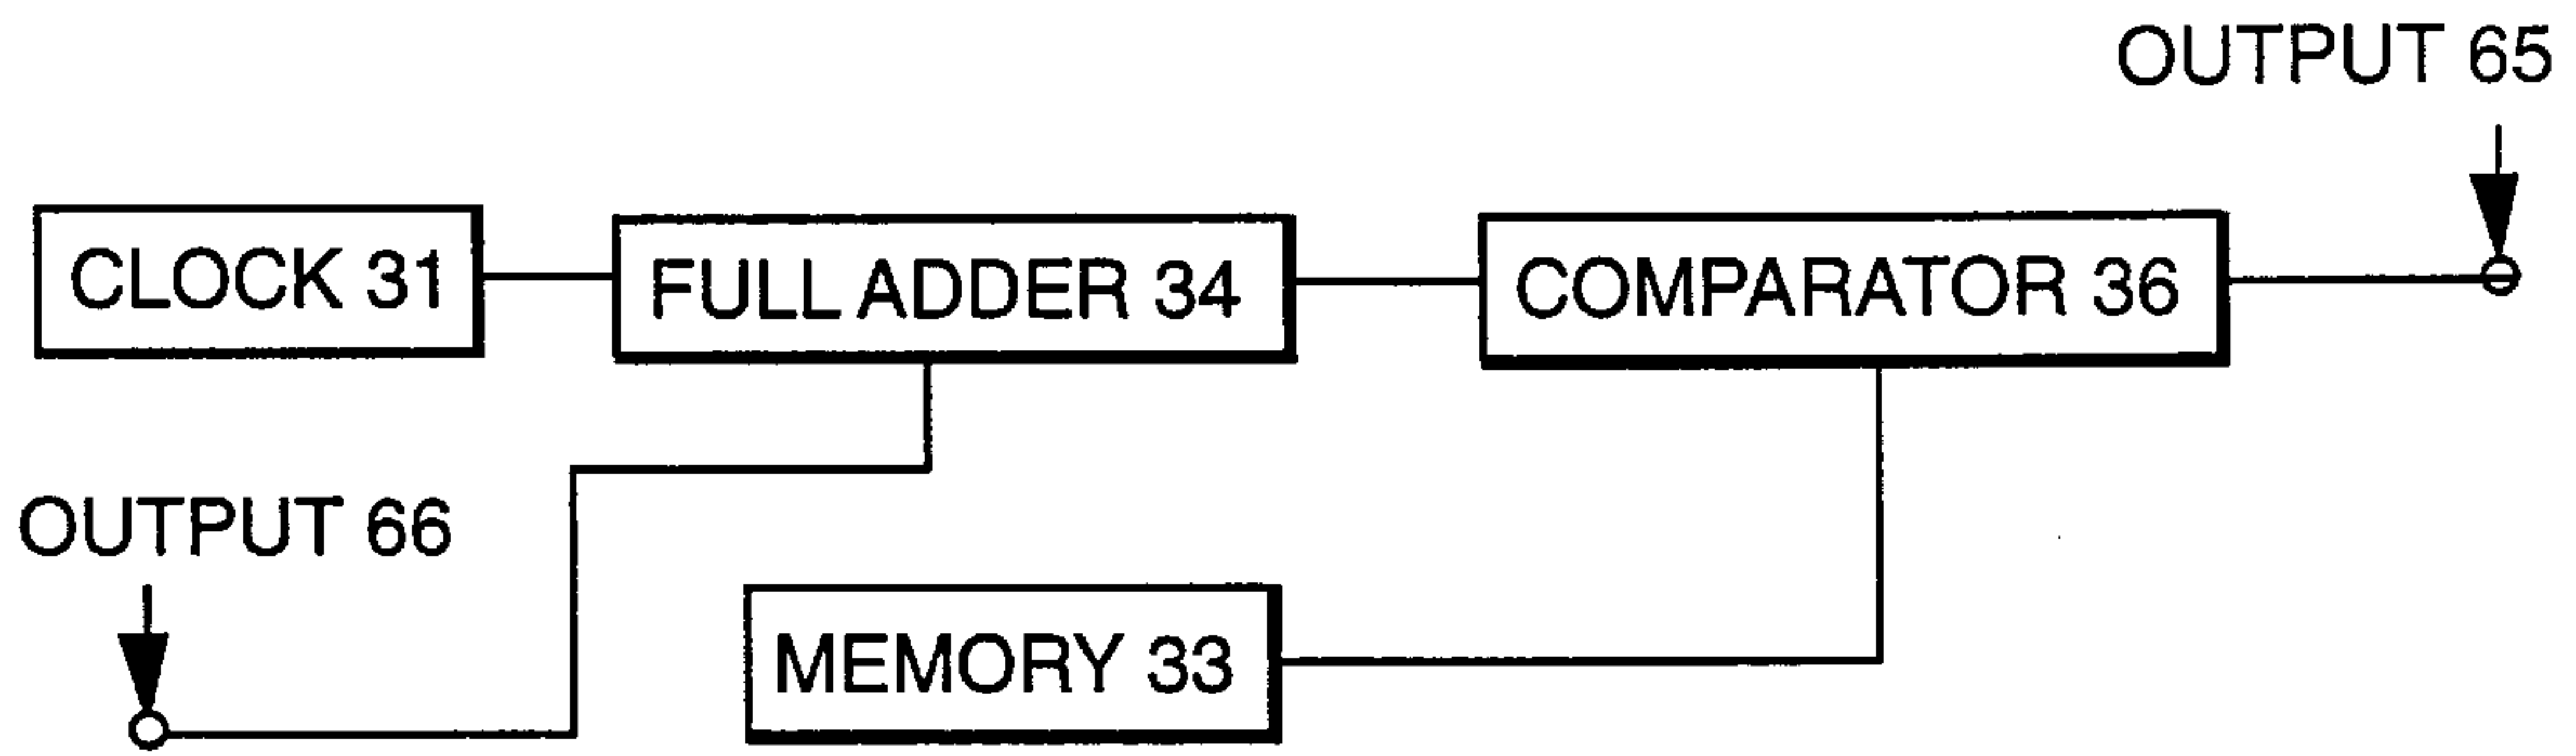 OUTPUT 65
CLOCK 31
FULL ADDER 34
COMPARATOR 36
OUTPUT 66
MEMORY 33